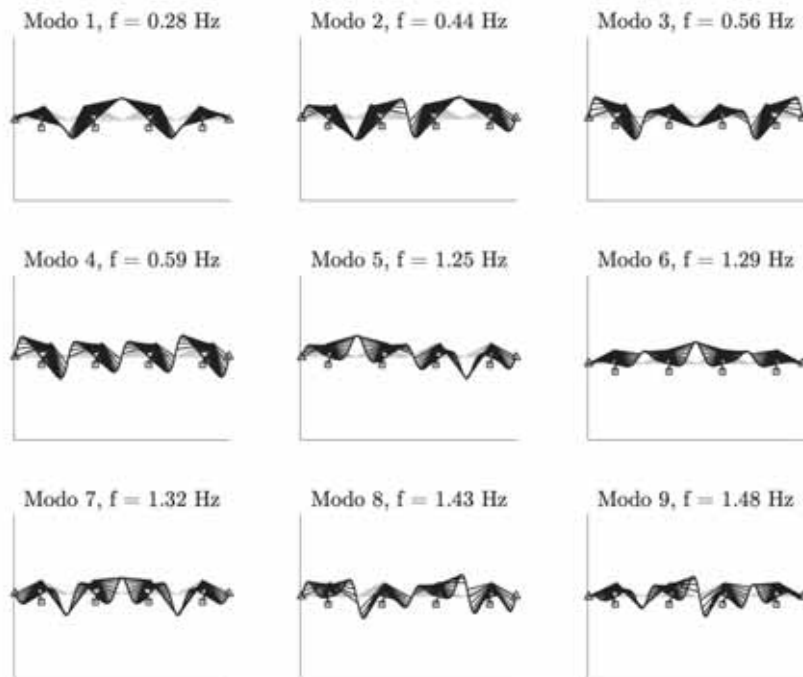 Modo 1, f = 0.28 Hz
Modo 2, f = 0.44 Hz
Modo 3, f = 0.56 Hz
Modo 4, f = 0.59 Hz
Modo 5, f = 1.25 Hz
Modo 6, f = 1.29 Hz
Modo 7, f = 1.32 Hz
Modo 8, f = 1.43 Hz
Modo 9, f = 1.48 Hz